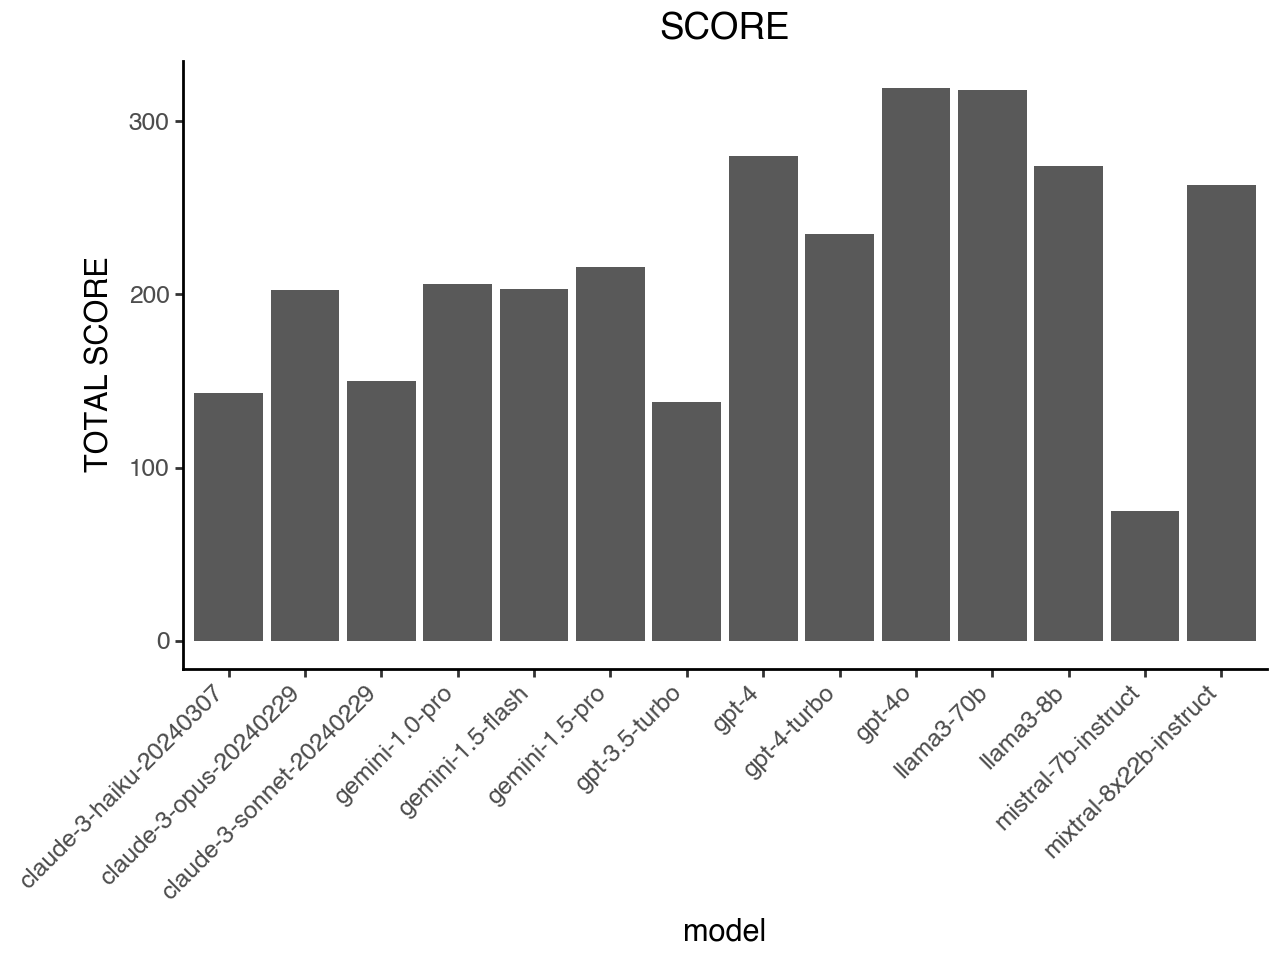 SCORE
TOTAL SCORE
300
200
100
0
claude-3-haiku-20240307
claude-3-opus-20240229
claude-3-sonnet-20240229
gemini-1.0-pro
gemini-1.5-flash
gemini-1.5-pro
gpt-3.5-turbo
gpt-4
gpt-4-turbo
gpt-4o
llama3-70b
llama3-8b
mistral-7b-instruct
mixtral-8x22b-instruct
model